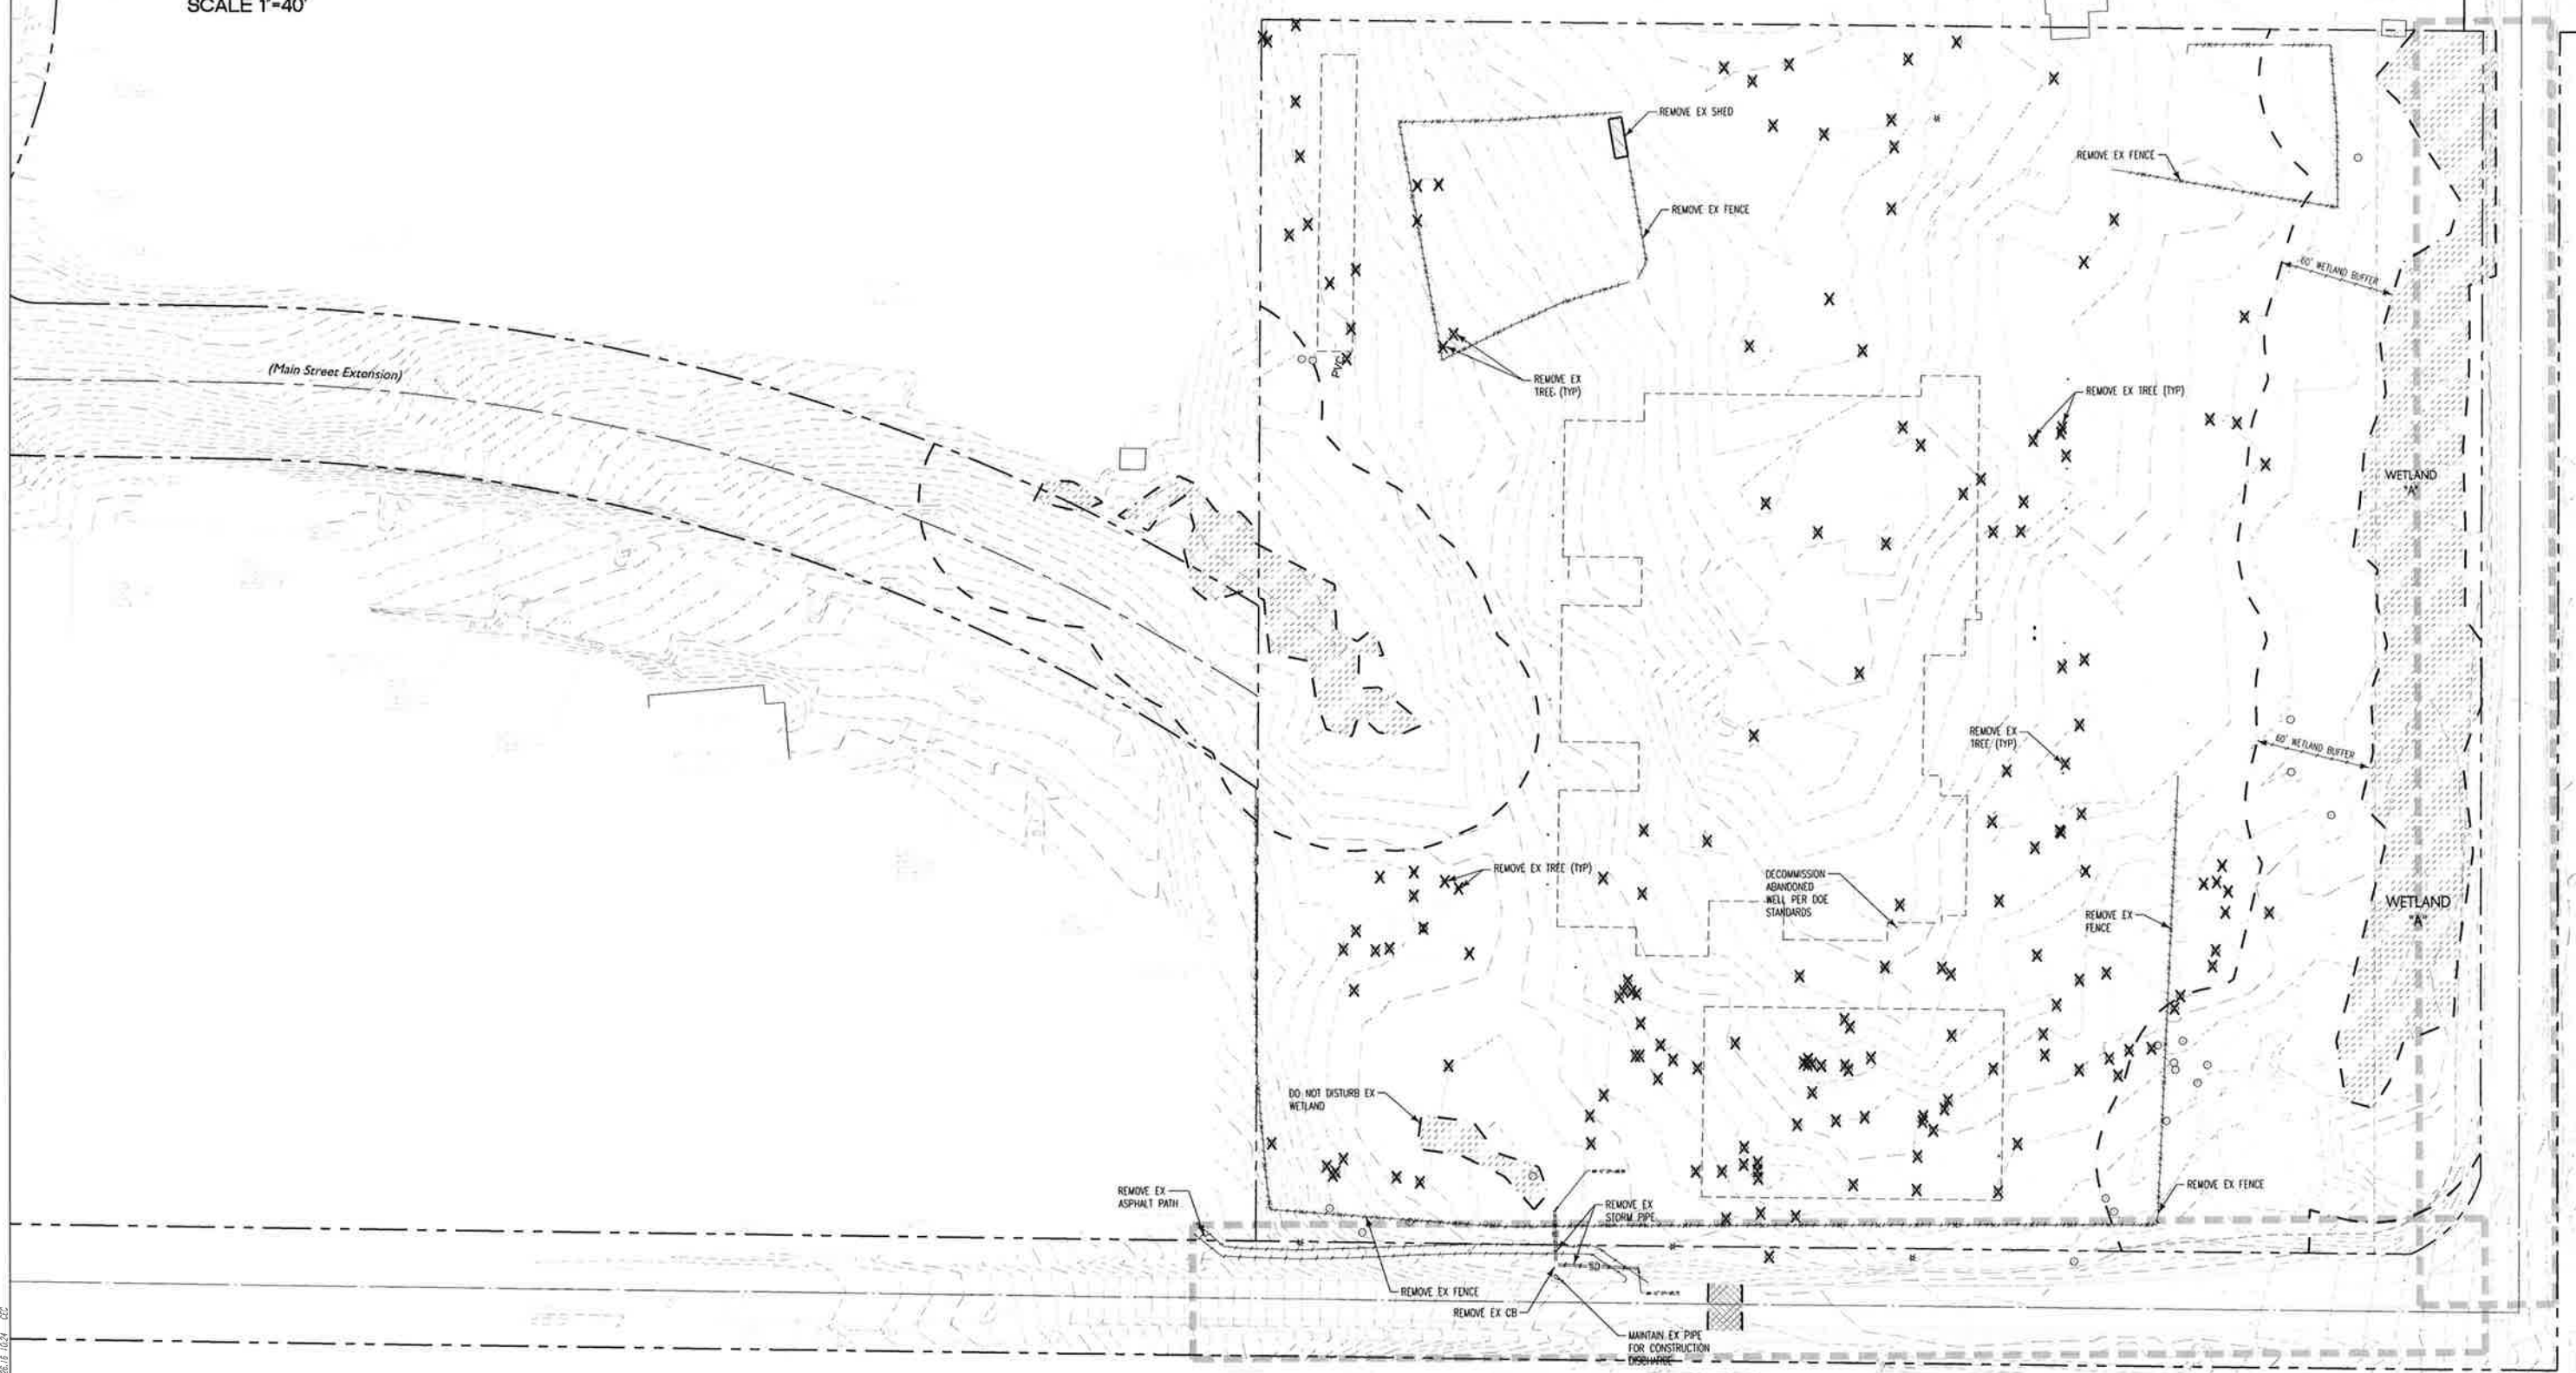 SCALE 1"=40'
REMOVE EX SHED
REMOVE EX FENCE
REMOVE EX FENCE
60' WETLAND BUFFER
(Main Street Extension)
PVC
REMOVE EX
TREE (TYP)
REMOVE EX TREE (TYP)
WETLAND
"A"
REMOVE EX
TREE (TYP)
60' WETLAND BUFFER
REMOVE EX TREE (TYP)
DECOMMISSION
ABANDONED
WELL PER DOE
STANDARDS
REMOVE EX
FENCE
WETLAND
"A"
DO NOT DISTURB EX
WETLAND
REMOVE EX
ASPHALT PATH
REMOVE EX
STORM PIPE
REMOVE EX FENCE
SD
REMOVE EX FENCE
REMOVE EX CB
MAINTAIN EX PIPE
FOR CONSTRUCTION
DISCHARGE